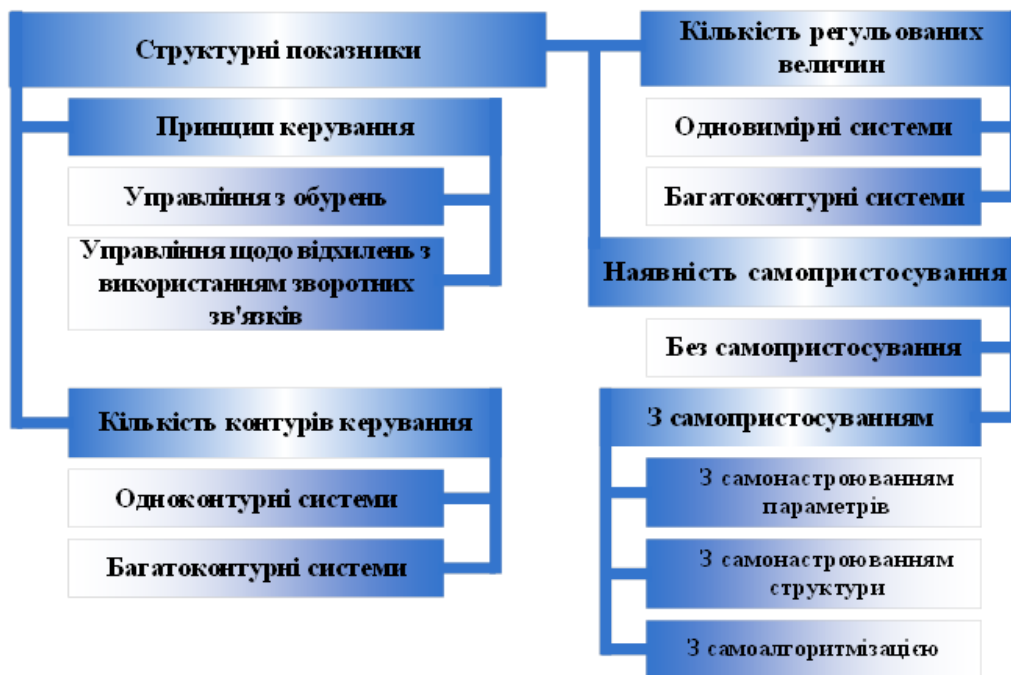 Структурні показники
Принцип керування
Управління з обурень
Управління щодо відхилень з
використанням зворотних
зв'язків
Кількість контурів керування
Одноконтурні системи
Багатоконтурні системи
Кількість регульованих
величин
Одновимірні системи
Багатоконтурні системи
Наявність самопристосування
Без самопристосування
З самопристосуванням
З самонастроюванням
параметрів
З самонастроюванням
структури
З самоалгоритмізацією